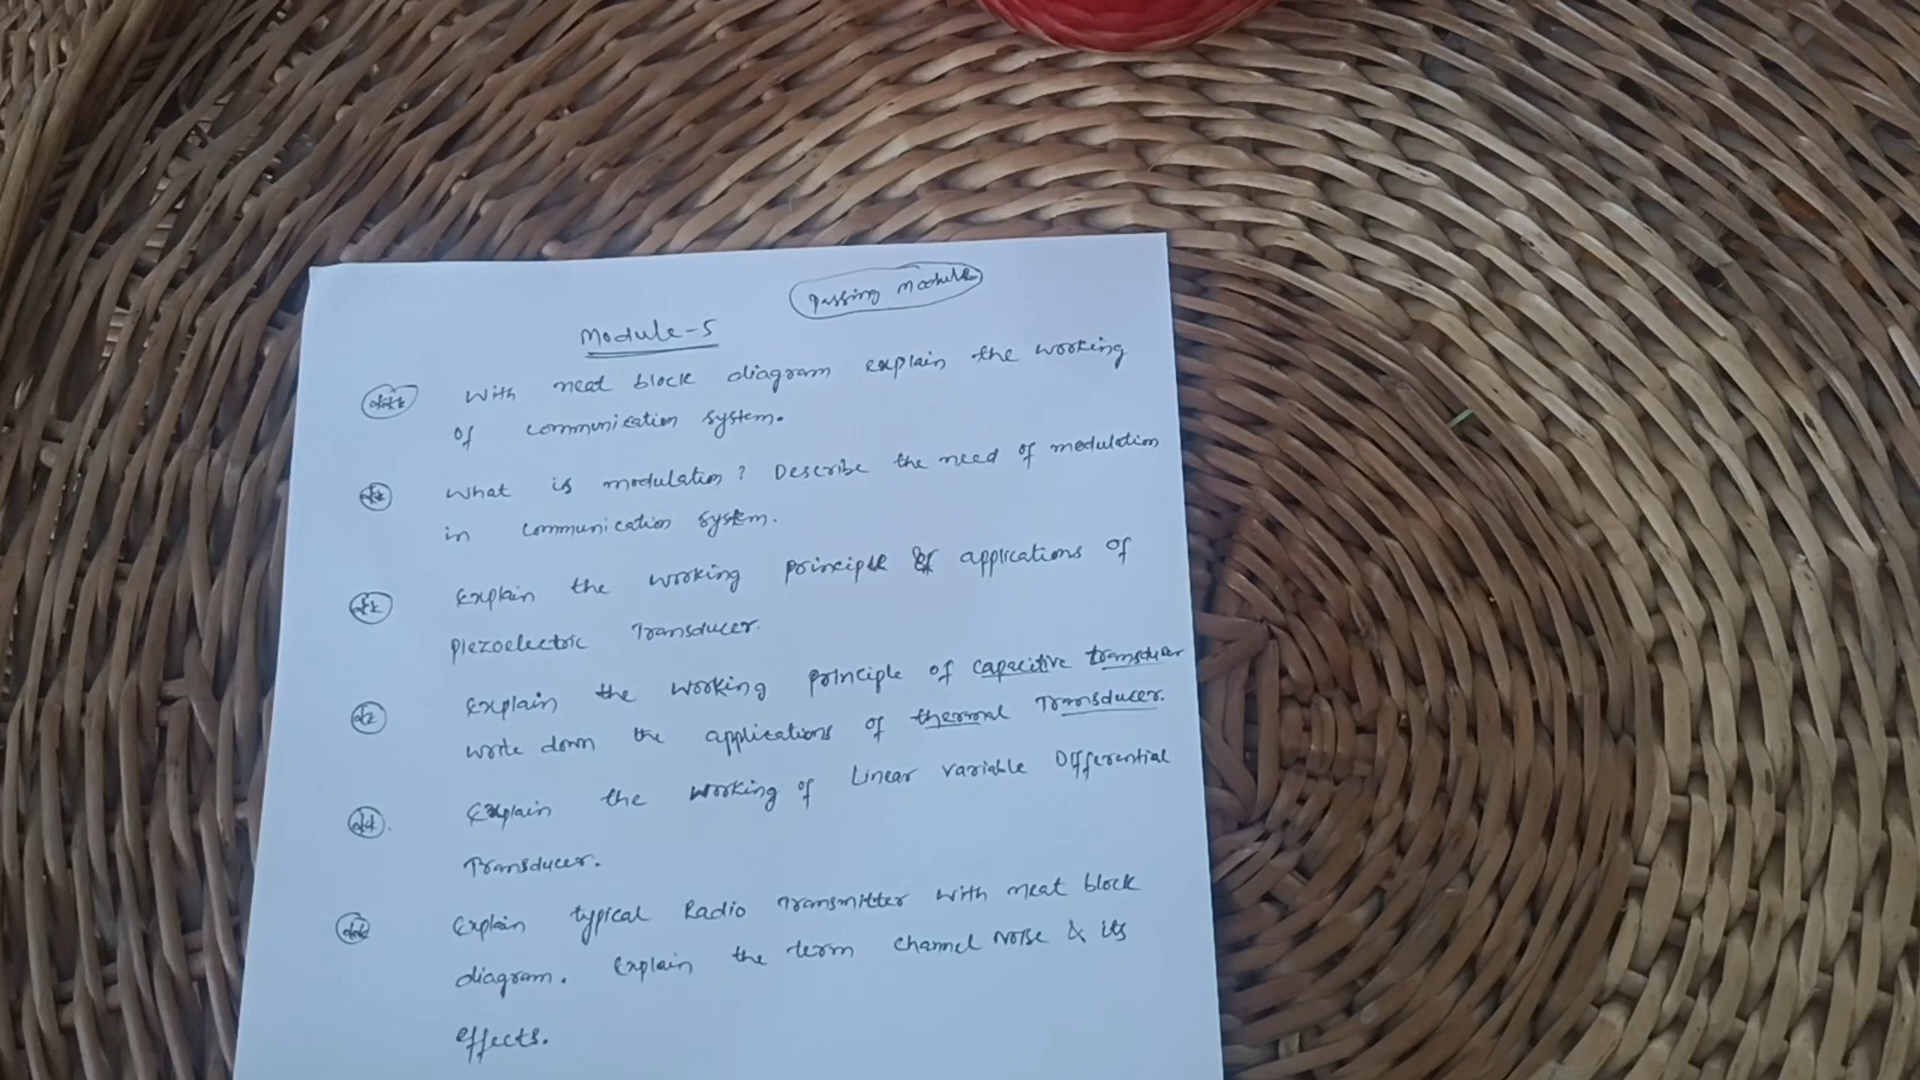 Passing module
Module-5
With neat block diagram explain the working
of communication system.
What is modulation? Describe the need of modulation
in communication system.
Explain the working principle & applications of
Piezoelectric Transducer.
Explain the working principle of capacitive transducer
write down the applications of thermal Transducer.
Explain the working of Linear variable Differential
Transducer.
Explain typical Radio Transmitter with neat block
diagram. Explain the term channel Noise & its
effects.